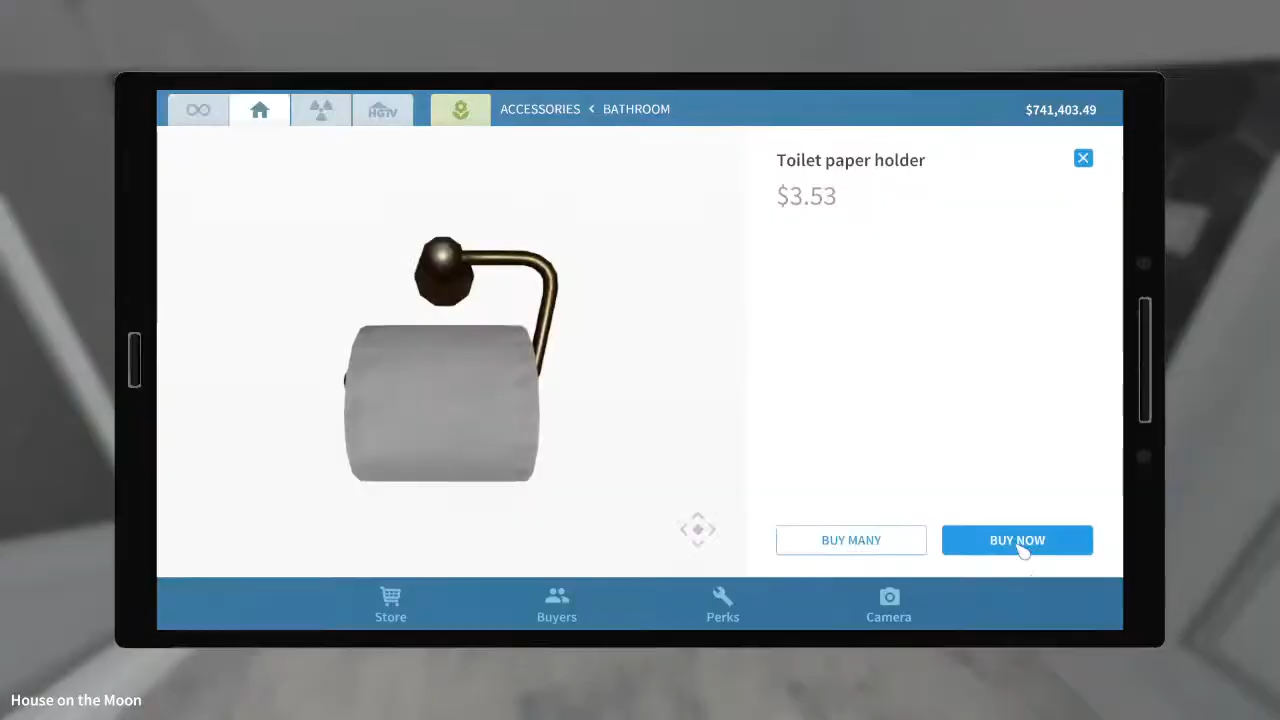 HGTV
ACCESSORIES < BATHROOM
$741,403.49
Toilet paper holder
$3.53
BUY MANY
BUY NOW
Store
Buyers
Perks
Camera
House on the Moon